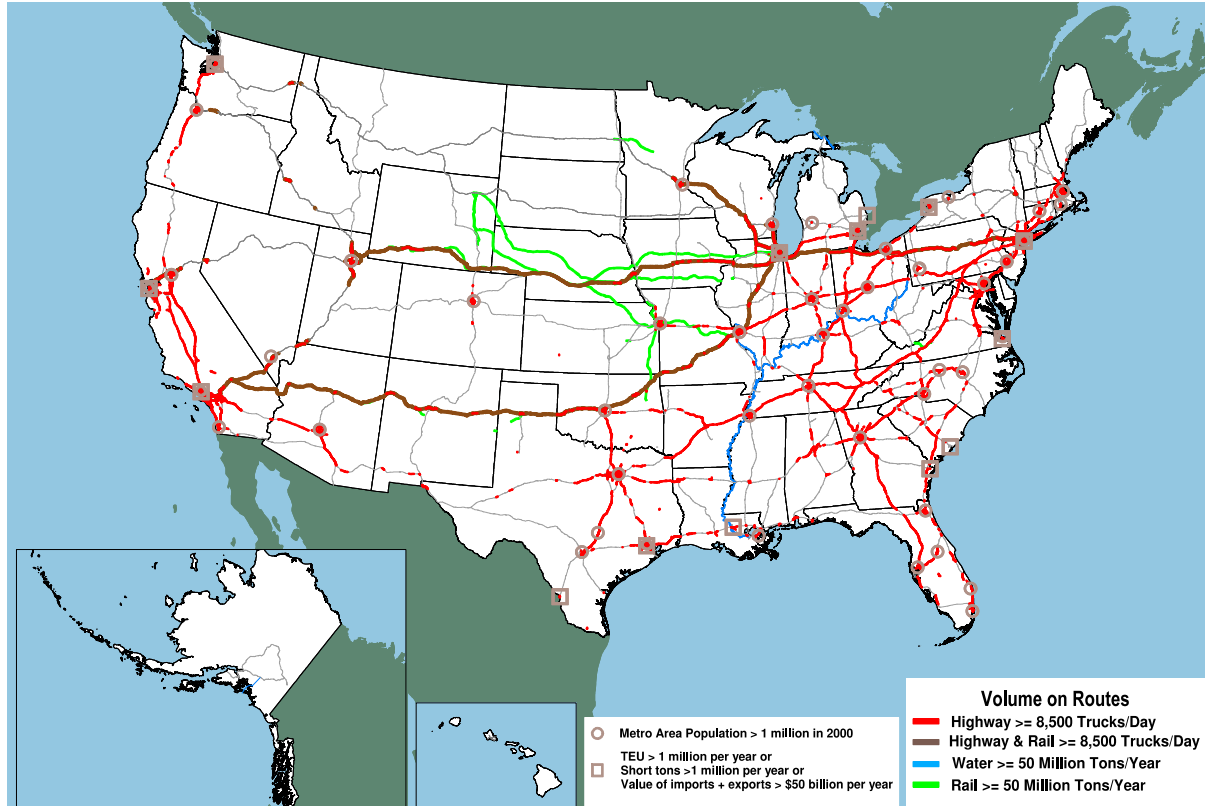 Metro Area Population > 1 million in 2000
TEU > 1 million per year or
Short tons >1 million per year or
Value of imports + exports > $50 billion per year
Volume on Routes
Highway >= 8,500 Trucks/Day
Highway & Rail >= 8,500 Trucks/Day
Water >= 50 Million Tons/Year
Rail >= 50 Million Tons/Year